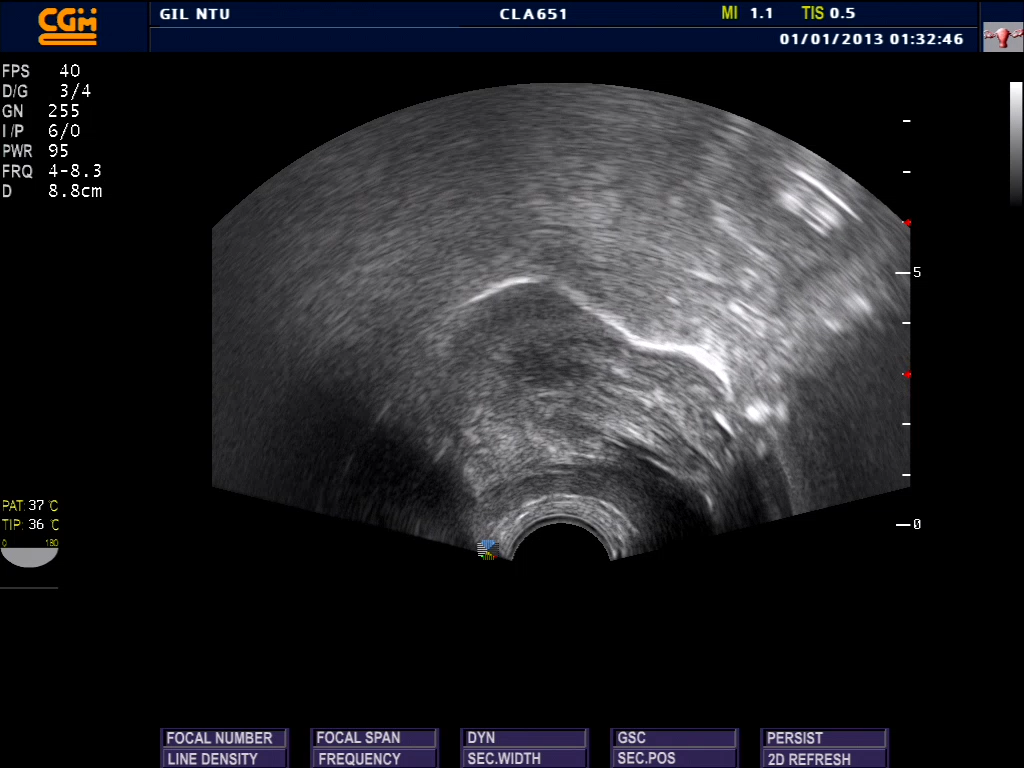 CGM
GIL NTU
CLA651
MI 1.1 TIS 0.5
01/01/2013 01:32:46
FPS 40
D/G 3/4
GN 255
I/P 6/0
PWR 95
FRQ 4-8.3
D 8.8cm
5
PAT: 37 °C
TIP: 36 °C
0 180
0
FOCAL NUMBER
LINE DENSITY
FOCAL SPAN
FREQUENCY
DYN
SEC.WIDTH
GSC
SEC.POS
PERSIST
2D REFRESH